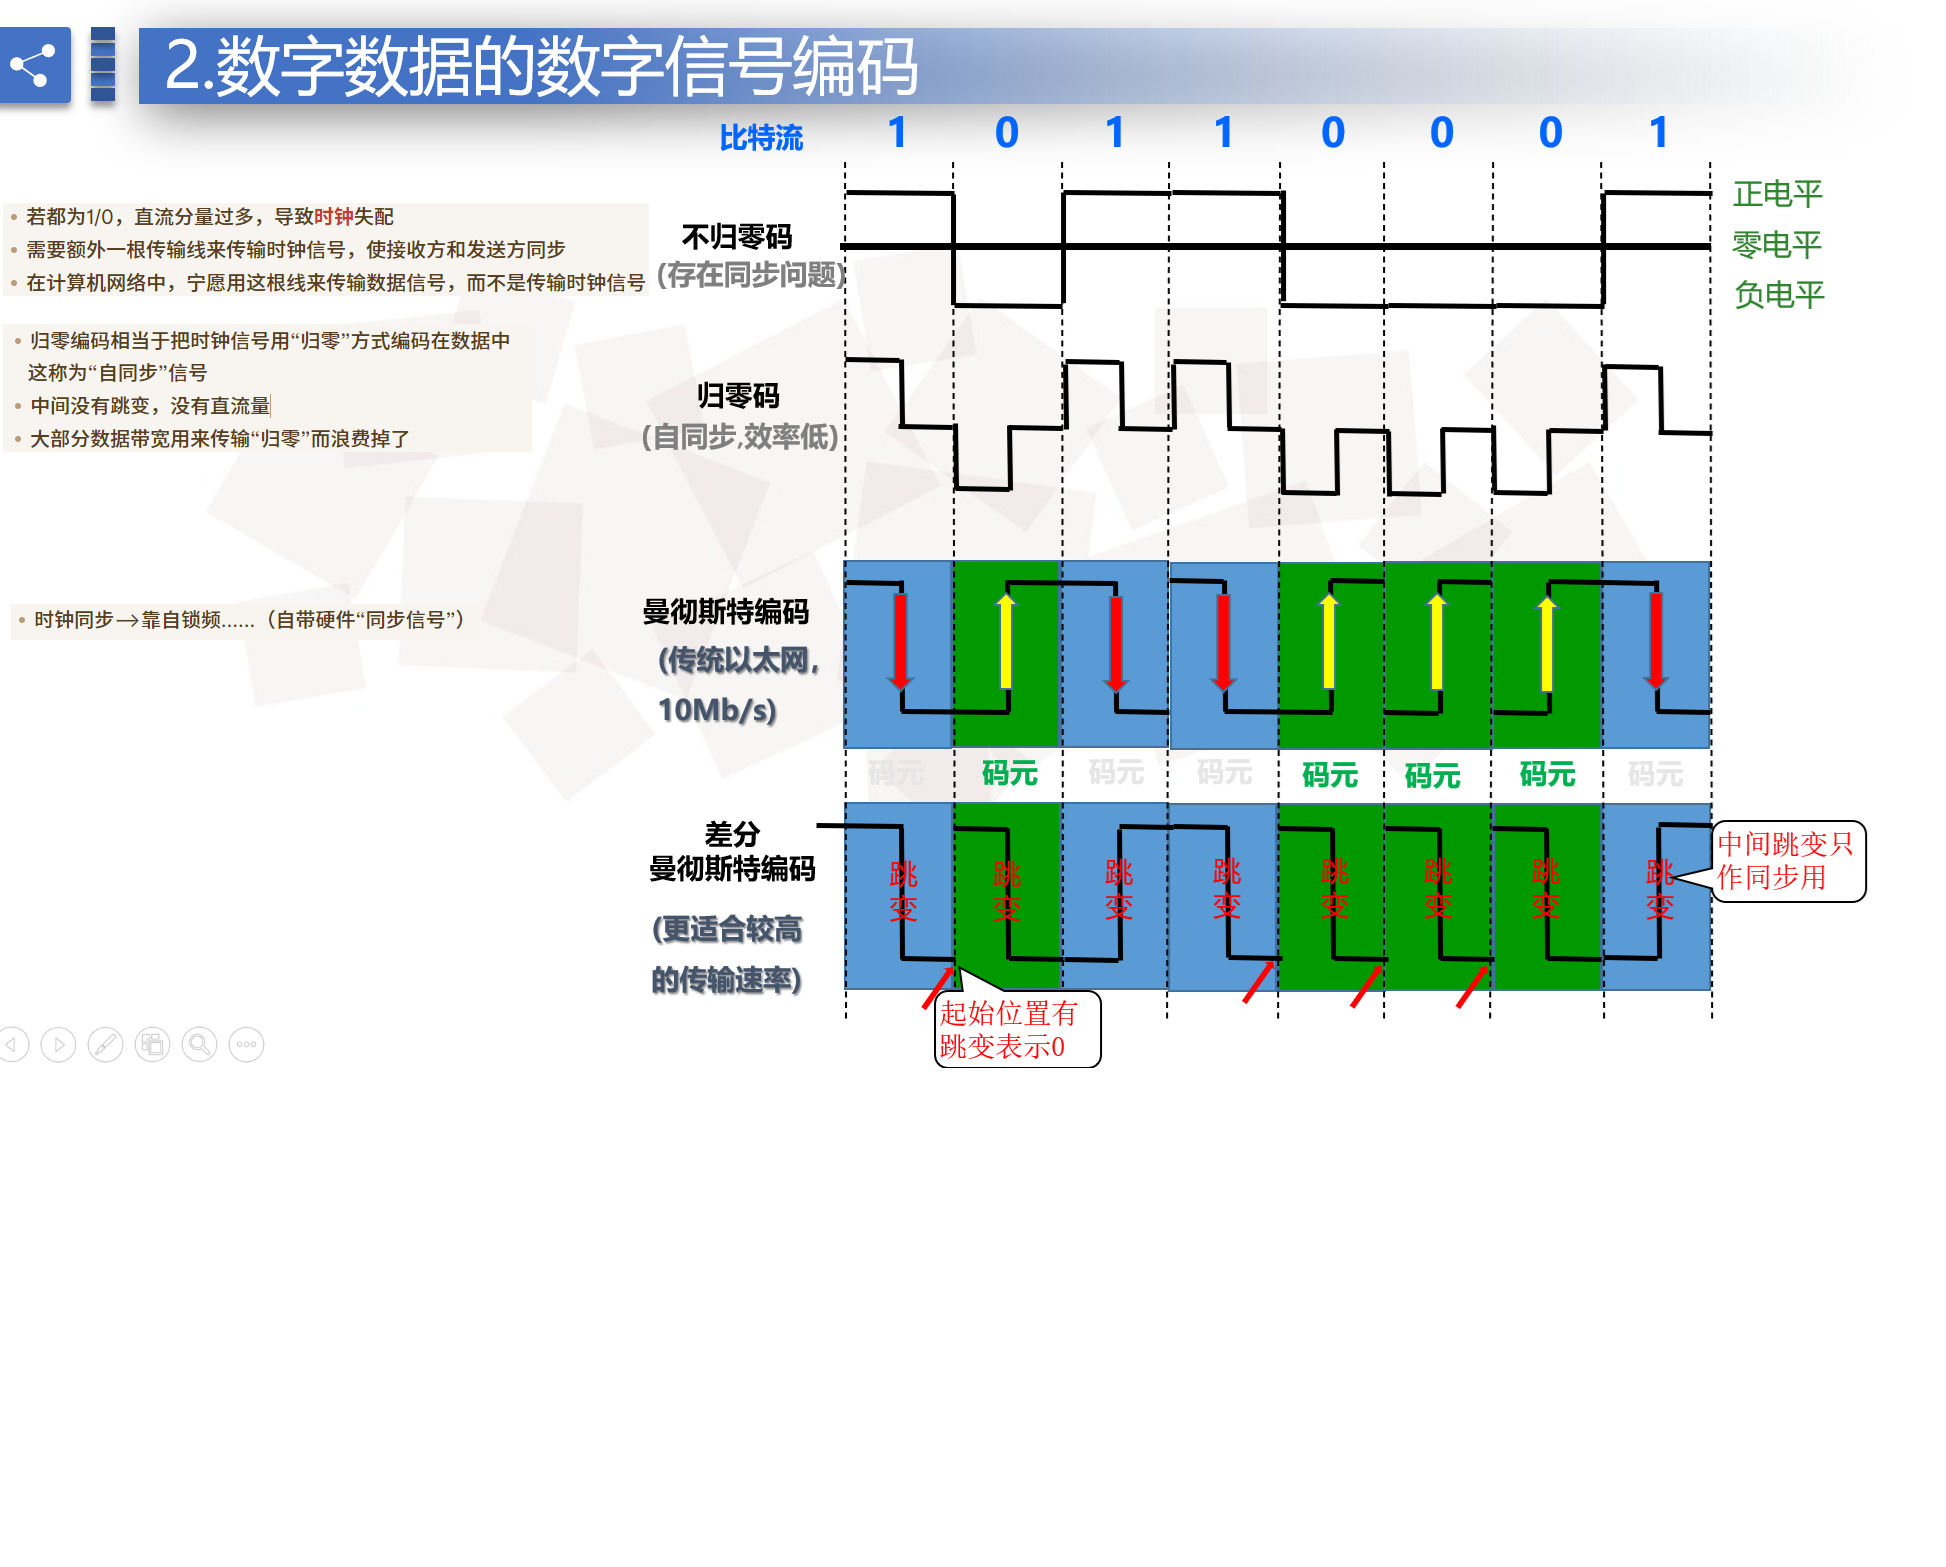 2.数字数据的数字信号编码
比特流 1 0 1 1 0 0 0 1
• 若都为1/0，直流分量过多，导致时钟失配
• 需要额外一根传输线来传输时钟信号，使接收方和发送方同步
• 在计算机网络中，宁愿用这根线来传输数据信号，而不是传输时钟信号
不归零码
(存在同步问题)
正电平
零电平
负电平
• 归零编码相当于把时钟信号用“归零”方式编码在数据中
这称为“自同步”信号
• 中间没有跳变，没有直流量
• 大部分数据带宽用来传输“归零”而浪费掉了
归零码
(自同步,效率低)
• 时钟同步→靠自锁频……（自带硬件“同步信号”）
曼彻斯特编码
(传统以太网,
10Mb/s)
码元 码元 码元 码元 码元 码元 码元 码元
差分
曼彻斯特编码
(更适合较高
的传输速率)
跳 跳 跳 跳 跳 跳 跳 跳
变 变 变 变 变 变 变 变
中间跳变只
作同步用
起始位置有
跳变表示0